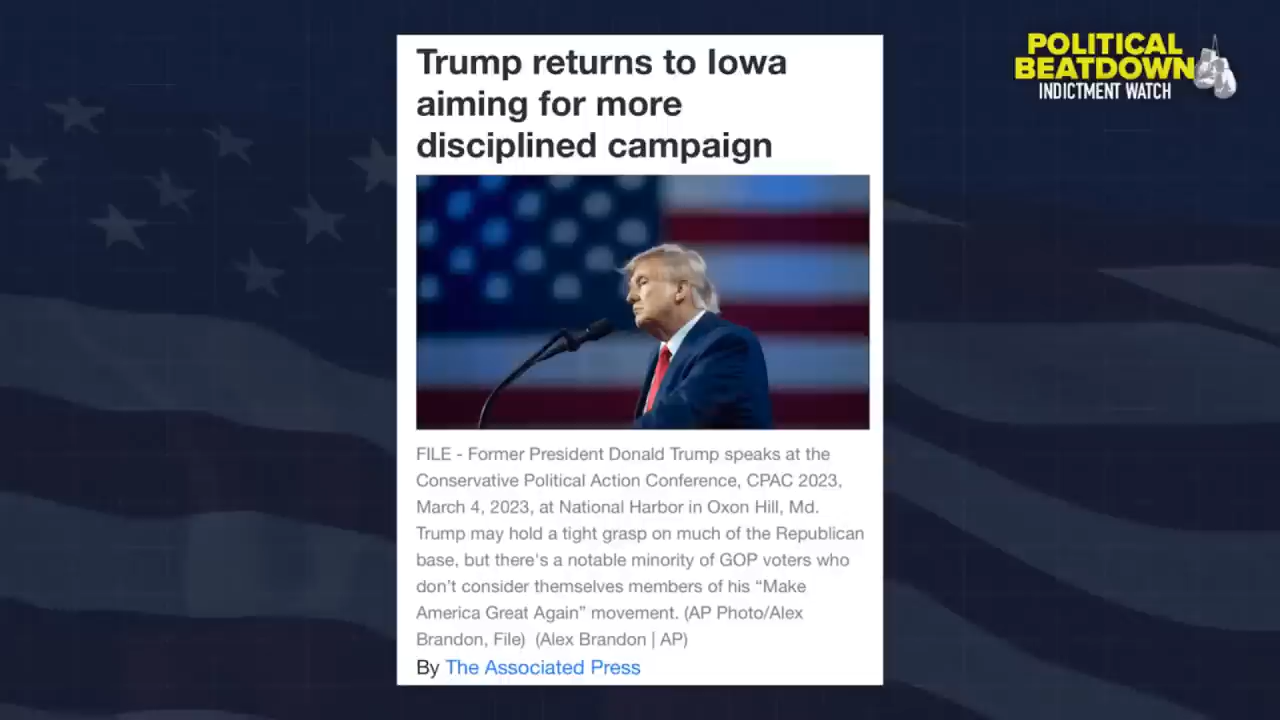 Trump returns to Iowa
aiming for more
disciplined campaign
POLITICAL
BEATDOWN
INDICTMENT WATCH
FILE - Former President Donald Trump speaks at the
Conservative Political Action Conference, CPAC 2023,
March 4, 2023, at National Harbor in Oxon Hill, Md.
Trump may hold a tight grasp on much of the Republican
base, but there's a notable minority of GOP voters who
don’t consider themselves members of his “Make
America Great Again” movement. (AP Photo/Alex
Brandon, File)  (Alex Brandon | AP)
By The Associated Press